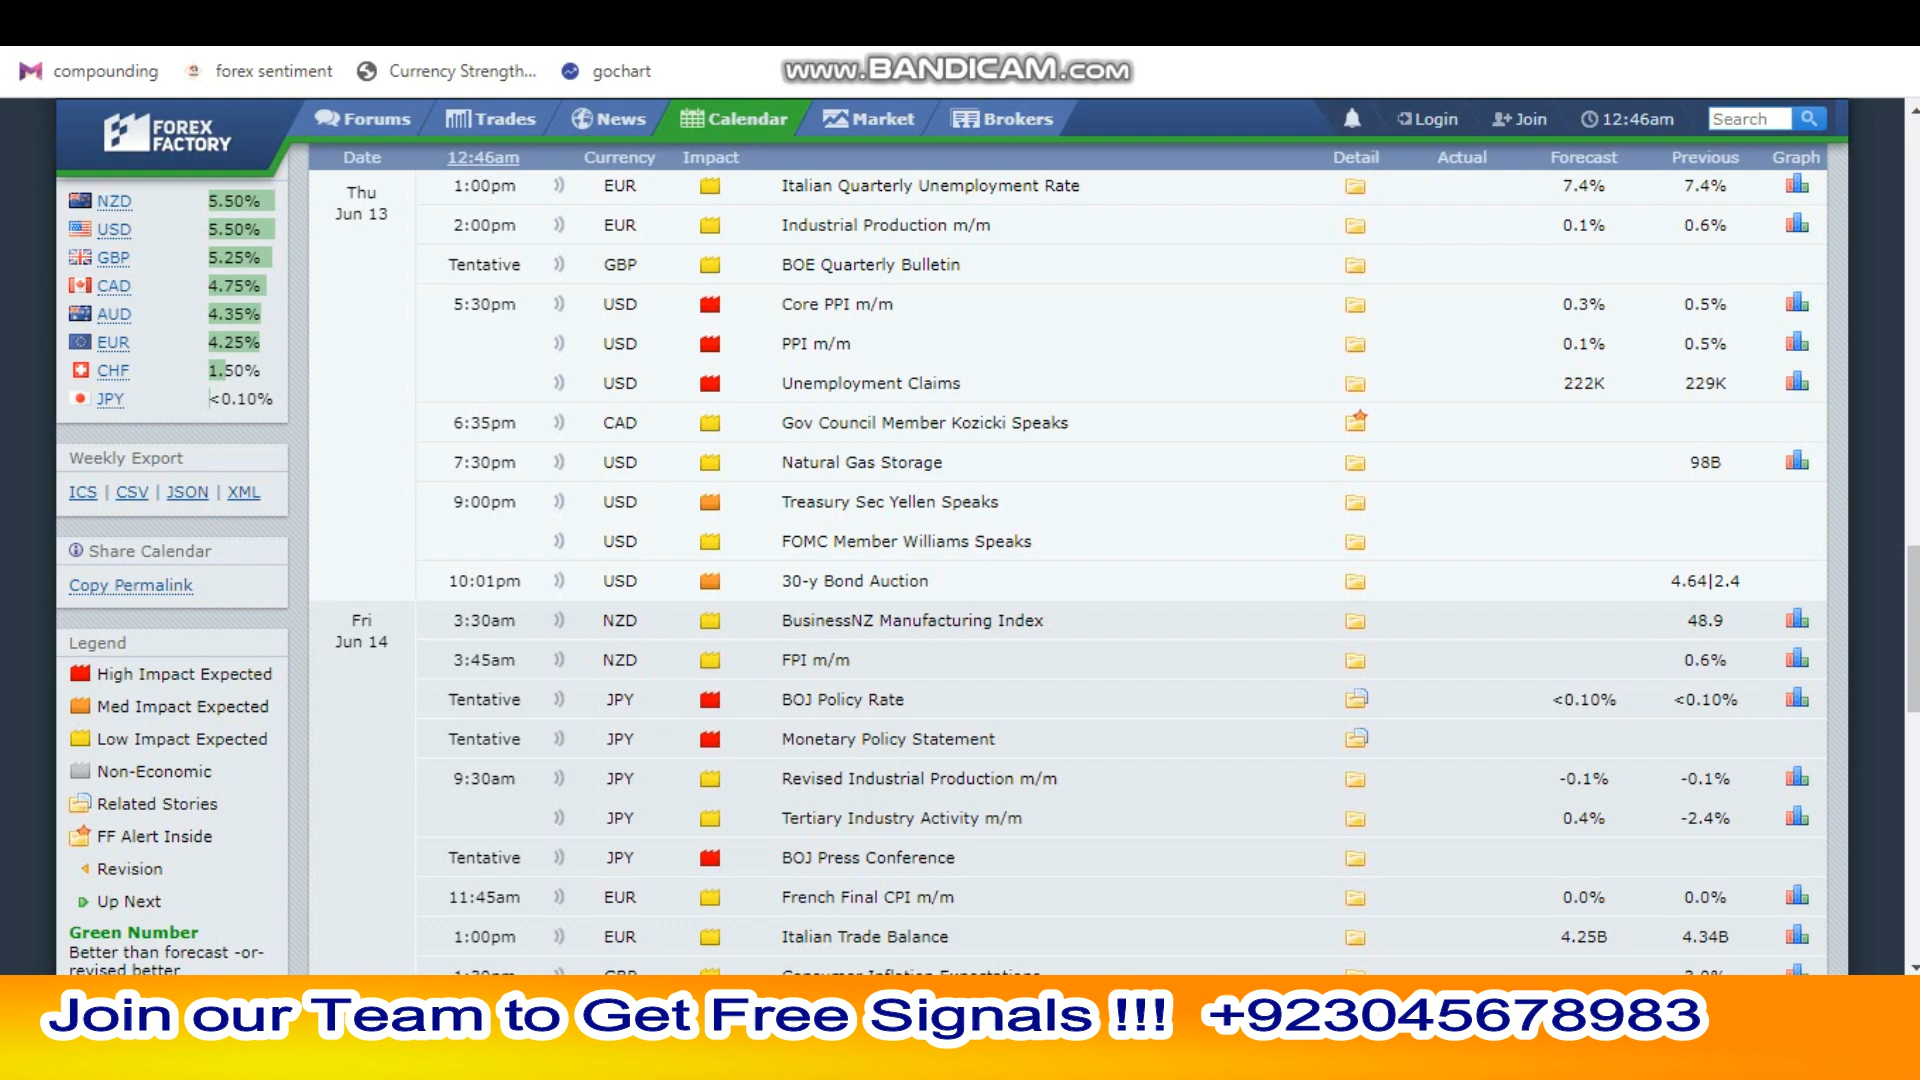 compounding forex sentiment Currency Strength... gochart www.BANDICAM.com
FOREX FACTORY Forums Trades News Calendar Market Brokers Login Join 12:46am Search
Date 12:46am Currency Impact Detail Actual Forecast Previous Graph
NZD 5.50%
USD 5.50%
GBP 5.25%
CAD 4.75%
AUD 4.35%
EUR 4.25%
CHF 1.50%
JPY <0.10%
Weekly Export
ICS | CSV | JSON | XML
Share Calendar
Copy Permalink
Legend
High Impact Expected
Med Impact Expected
Low Impact Expected
Non-Economic
Related Stories
FF Alert Inside
Revision
Up Next
Green Number
Better than forecast -or-
revised better
Thu
Jun 13
1:00pm EUR Italian Quarterly Unemployment Rate 7.4% 7.4%
2:00pm EUR Industrial Production m/m 0.1% 0.6%
Tentative GBP BOE Quarterly Bulletin
5:30pm USD Core PPI m/m 0.3% 0.5%
USD PPI m/m 0.1% 0.5%
USD Unemployment Claims 222K 229K
6:35pm CAD Gov Council Member Kozicki Speaks
7:30pm USD Natural Gas Storage 98B
9:00pm USD Treasury Sec Yellen Speaks
USD FOMC Member Williams Speaks
10:01pm USD 30-y Bond Auction 4.64|2.4
Fri
Jun 14
3:30am NZD BusinessNZ Manufacturing Index 48.9
3:45am NZD FPI m/m 0.6%
Tentative JPY BOJ Policy Rate <0.10% <0.10%
Tentative JPY Monetary Policy Statement
9:30am JPY Revised Industrial Production m/m -0.1% -0.1%
JPY Tertiary Industry Activity m/m 0.4% -2.4%
Tentative JPY BOJ Press Conference
11:45am EUR French Final CPI m/m 0.0% 0.0%
1:00pm EUR Italian Trade Balance 4.25B 4.34B
1:30pm GBP Consumer Inflation Expectations 3.0%
Join our Team to Get Free Signals !!! +923045678983